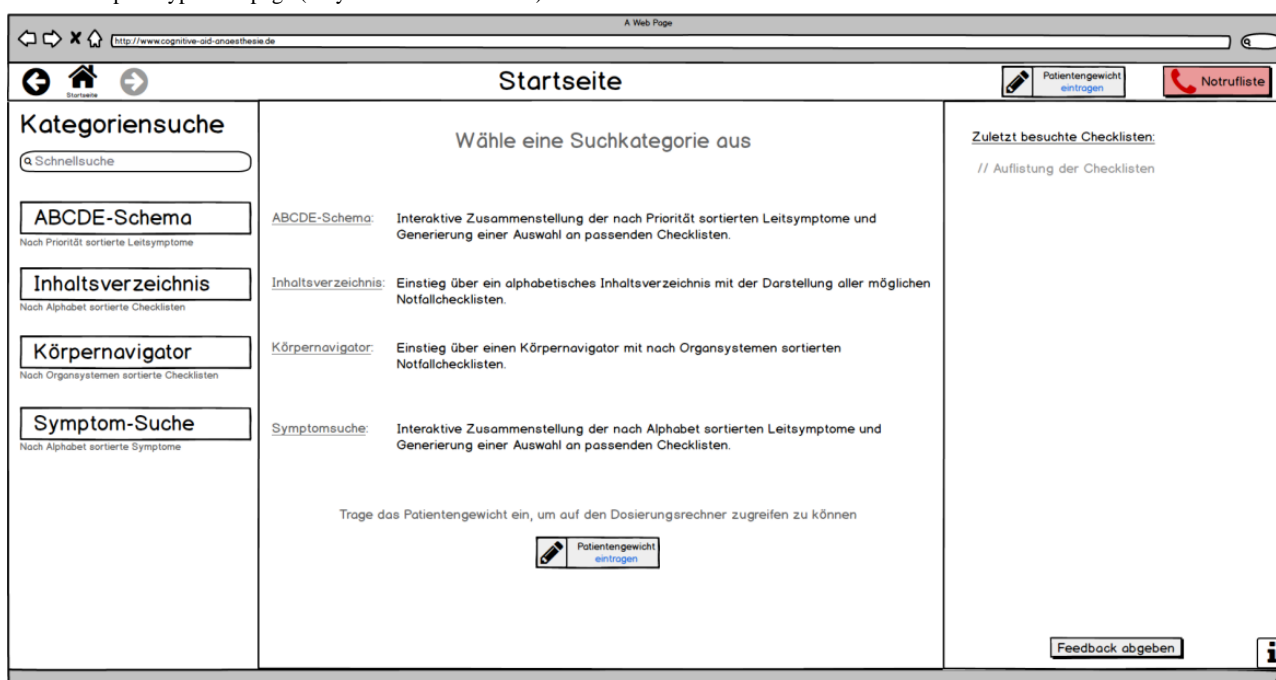 A Web Page
http://www.cognitive-aid-anaesthesie.de
Startseite
Startseite
Patientengewicht
eintragen
Notrufliste
Kategoriensuche
Schnellsuche
ABCDE-Schema
Nach Priorität sortierte Leitsymptome
Inhaltsverzeichnis
Nach Alphabet sortierte Checklisten
Körpernavigator
Nach Organsystemen sortierte Checklisten
Symptom-Suche
Nach Alphabet sortierte Symptome
Wähle eine Suchkategorie aus
ABCDE-Schema: Interaktive Zusammenstellung der nach Priorität sortierten Leitsymptome und
Generierung einer Auswahl an passenden Checklisten.
Inhaltsverzeichnis: Einstieg über ein alphabetisches Inhaltsverzeichnis mit der Darstellung aller möglichen
Notfallchecklisten.
Körpernavigator: Einstieg über einen Körpernavigator mit nach Organsystemen sortierten
Notfallchecklisten.
Symptomsuche: Interaktive Zusammenstellung der nach Alphabet sortierten Leitsymptome und
Generierung einer Auswahl an passenden Checklisten.
Trage das Patientengewicht ein, um auf den Dosierungsrechner zugreifen zu können
Patientengewicht
eintragen
Zuletzt besuchte Checklisten:
// Auflistung der Checklisten
Feedback abgeben
i